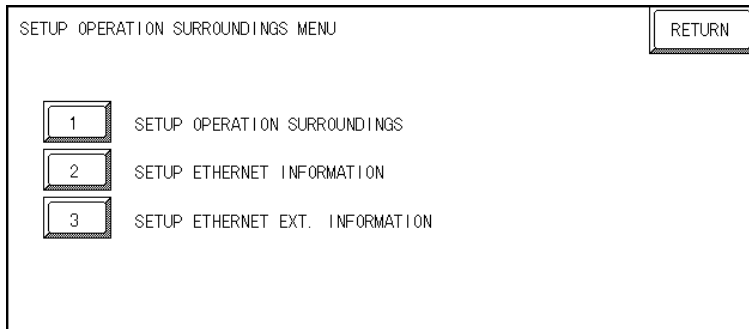 SETUP OPERATION SURROUNDINGS MENU RETURN
1 SETUP OPERATION SURROUNDINGS
2 SETUP ETHERNET INFORMATION
3 SETUP ETHERNET EXT. INFORMATION